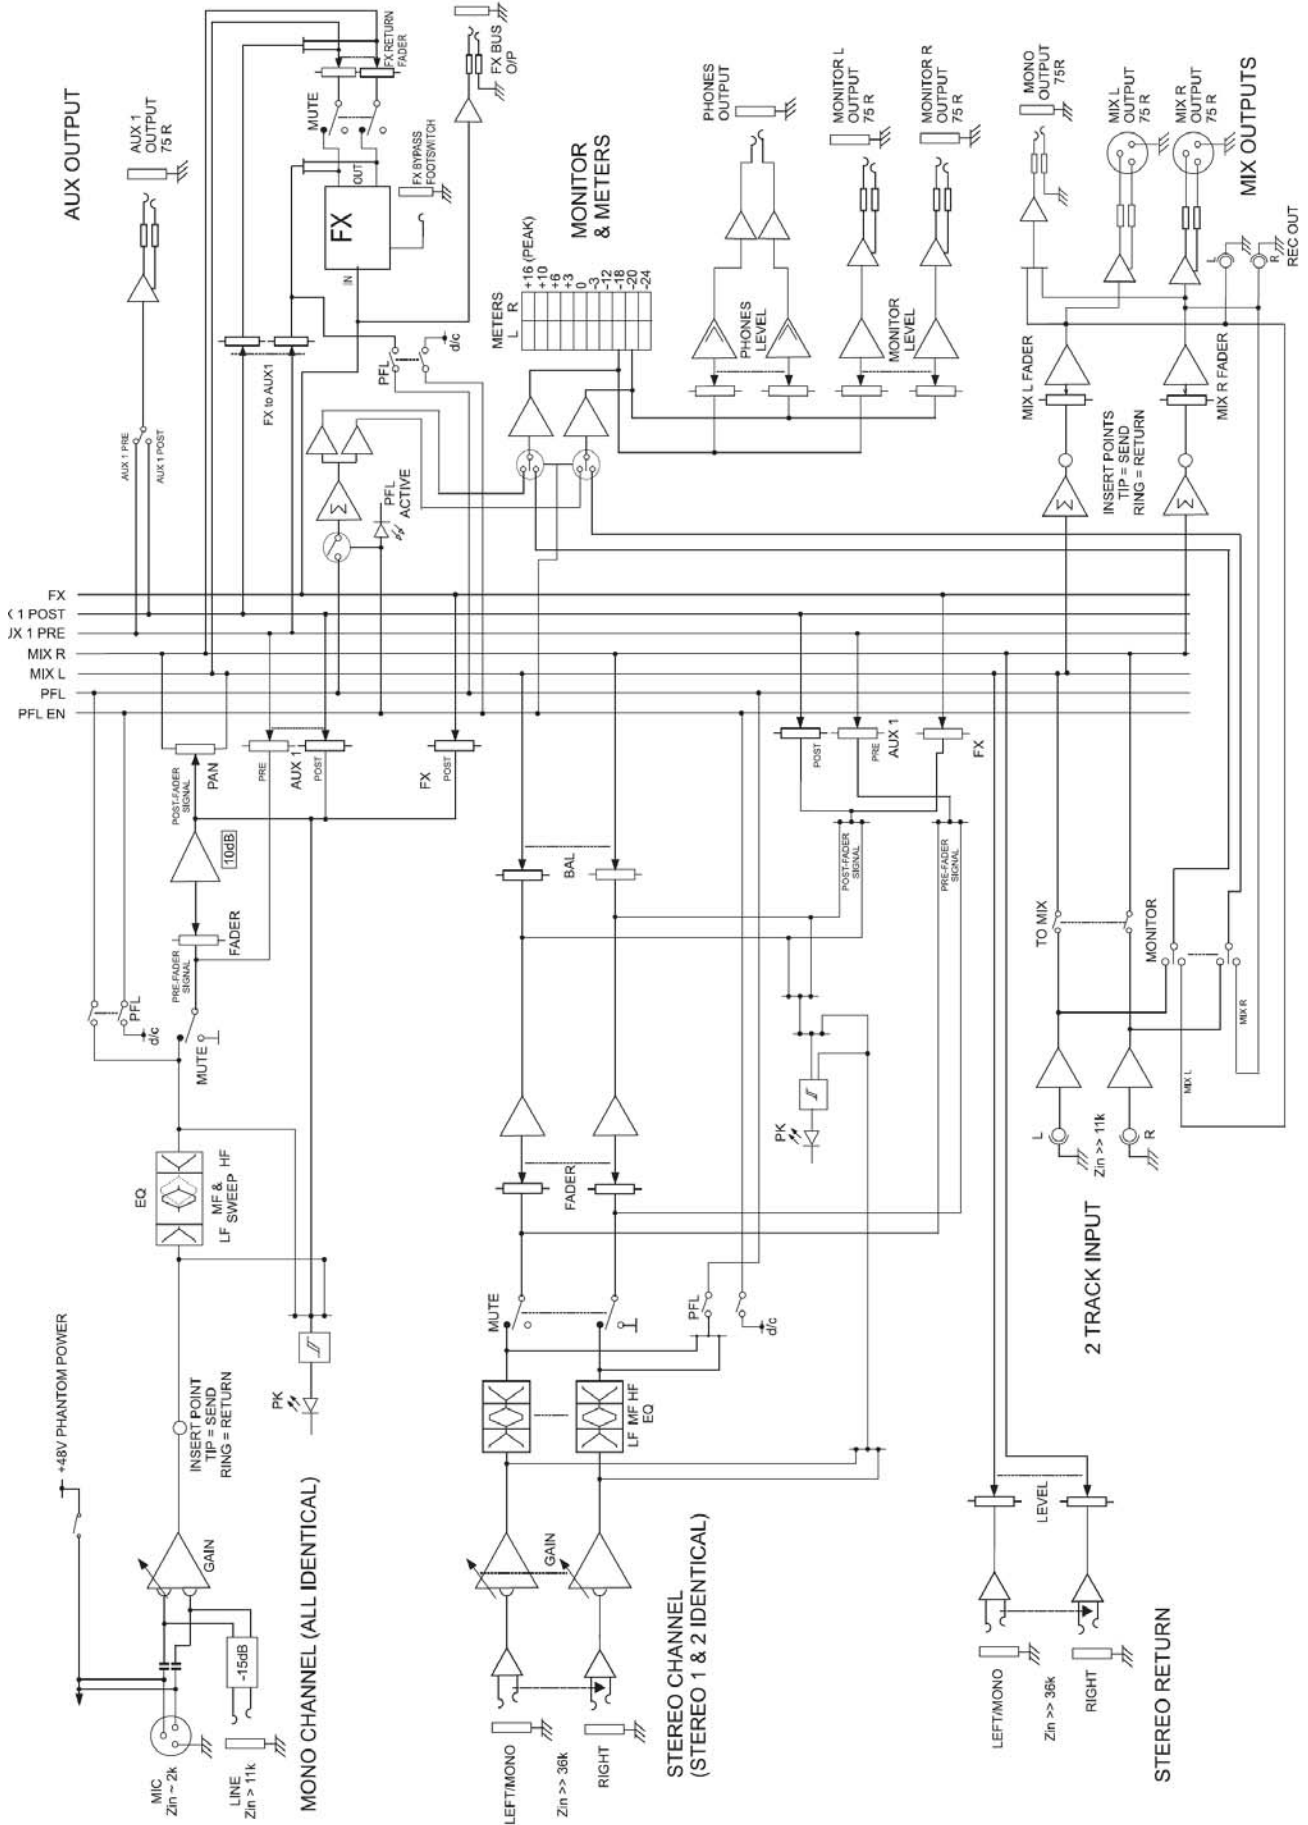 AUX OUTPUT
AUX 1
OUTPUT
75 R
AUX 1 PRE
AUX 1 POST
FX to AUX1
MUTE
FX RETURN
FADER
OUT
FX
IN
FX BYPASS
FOOTSWITCH
FX BUS
O/P
PFL
d/c
PFL
ACTIVE
Σ
MONITOR
& METERS
METERS
L R
+16 (PEAK)
+10
+6
+3
0
-3
-12
-18
-20
-24
PHONES
OUTPUT
MONITOR L
OUTPUT
75 R
MONITOR R
OUTPUT
75 R
PHONES
LEVEL
MONITOR
LEVEL
MONO
OUTPUT
75R
MIX L
OUTPUT
75 R
MIX R
OUTPUT
75 R
MIX OUTPUTS
L
R
REC OUT
MIX L FADER
MIX R FADER
INSERT POINTS
TIP = SEND
RING = RETURN
Σ
Σ
FX
X 1 POST
UX 1 PRE
MIX R
MIX L
PFL
PFL EN
PAN
POST-FADER
SIGNAL
10dB
FADER
PRE-FADER
SIGNAL
PFL
d/c
MUTE
PRE
AUX 1
POST
FX
POST
EQ
LF MF & HF
SWEEP
PK
INSERT POINT
TIP = SEND
RING = RETURN
+48V PHANTOM POWER
GAIN
-15dB
MIC
Zin ~ 2k
LINE
Zin > 11k
MONO CHANNEL (ALL IDENTICAL)
POST
PRE
AUX 1
FX
BAL
POST-FADER
SIGNAL
PRE-FADER
SIGNAL
PK
FADER
MUTE
PFL
d/c
LF MF HF
EQ
GAIN
LEFT/MONO
Zin >> 36k
RIGHT
STEREO CHANNEL
(STEREO 1 & 2 IDENTICAL)
TO MIX
MONITOR
MIX L
MIX R
L
Zin >> 11k
R
2 TRACK INPUT
LEVEL
LEFT/MONO
Zin >> 36k
RIGHT
STEREO RETURN